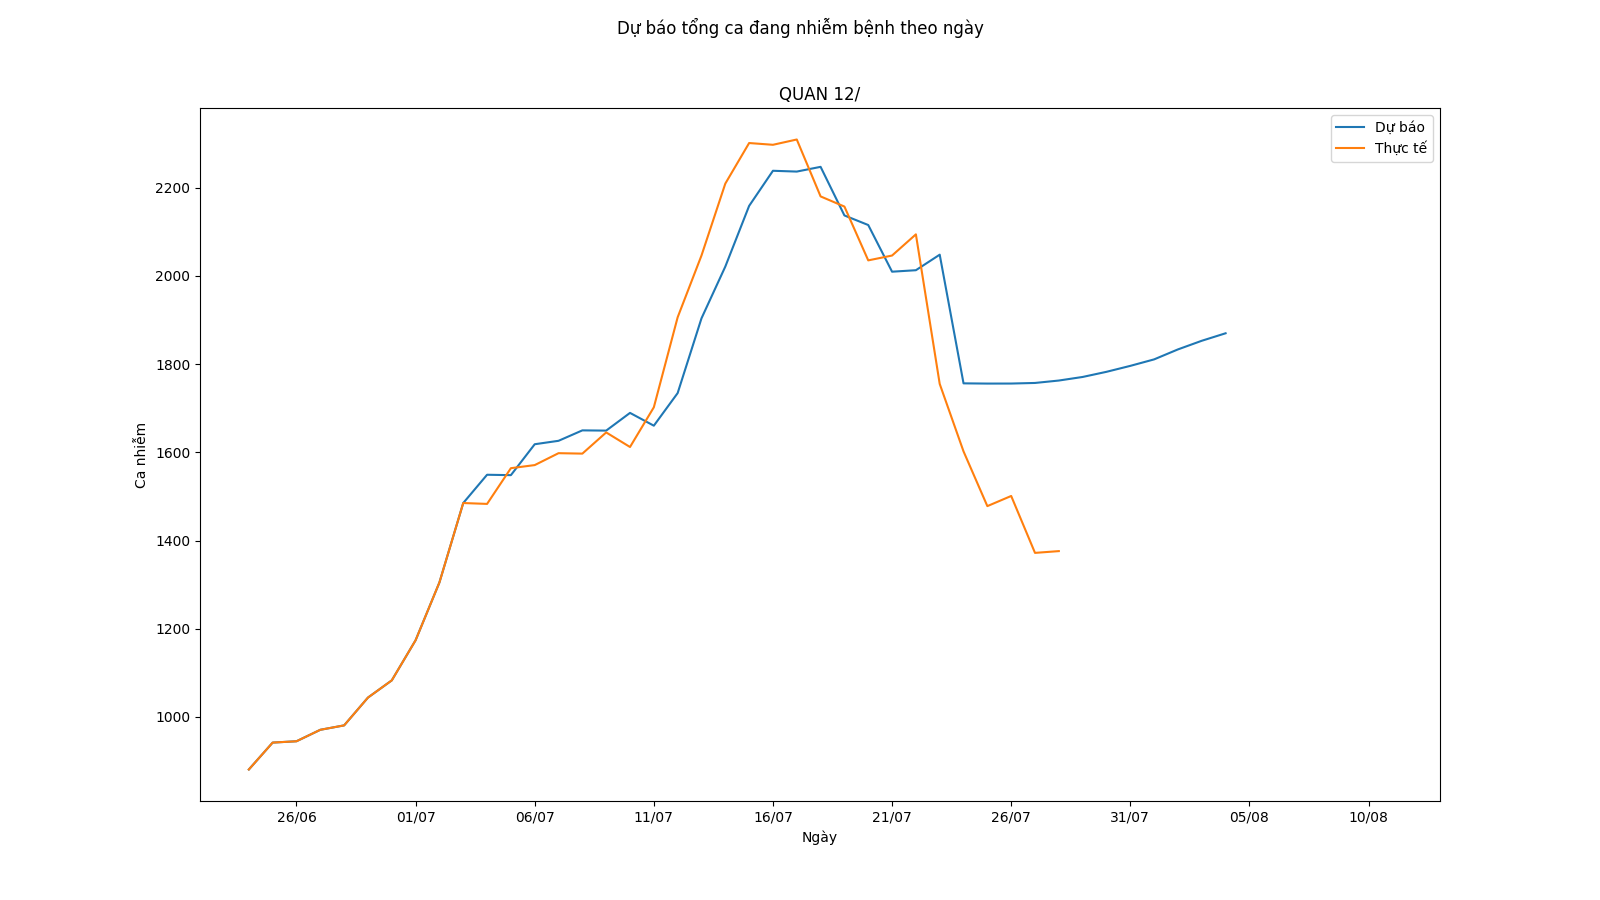 Dự báo tổng ca đang nhiễm bệnh theo ngày
QUAN 12/
Dự báo
Thực tế
2200
2000
1800
1600
1400
1200
1000
Ca nhiễm
26/06 01/07 06/07 11/07 16/07 21/07 26/07 31/07 05/08 10/08
Ngày